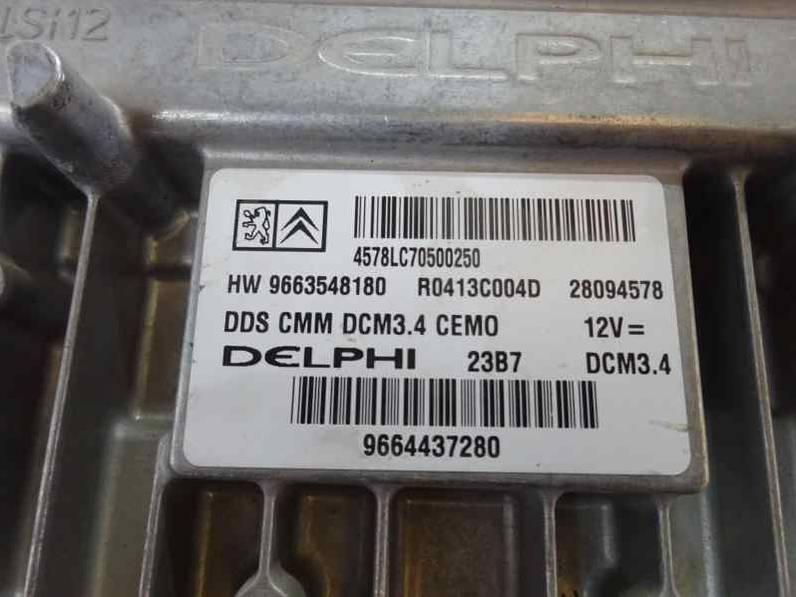 LSi12
DELPHI
4578LC70500250
HW 9663548180 R0413C004D 28094578
DDS CMM DCM3.4 CEMO 12V=
DELPHI 23B7 DCM3.4
9664437280